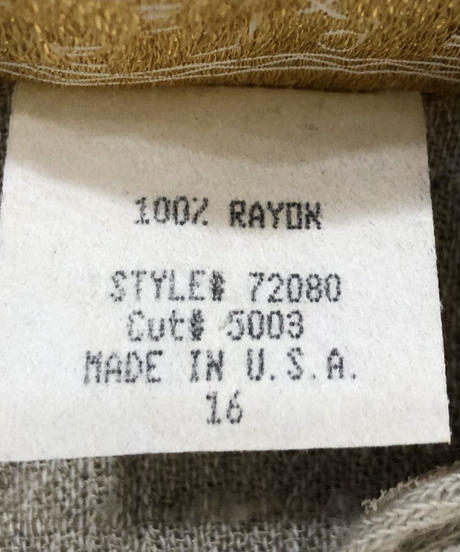 100% RAYON
STYLE# 72080
Cut# 5003
MADE IN U.S.A.
16